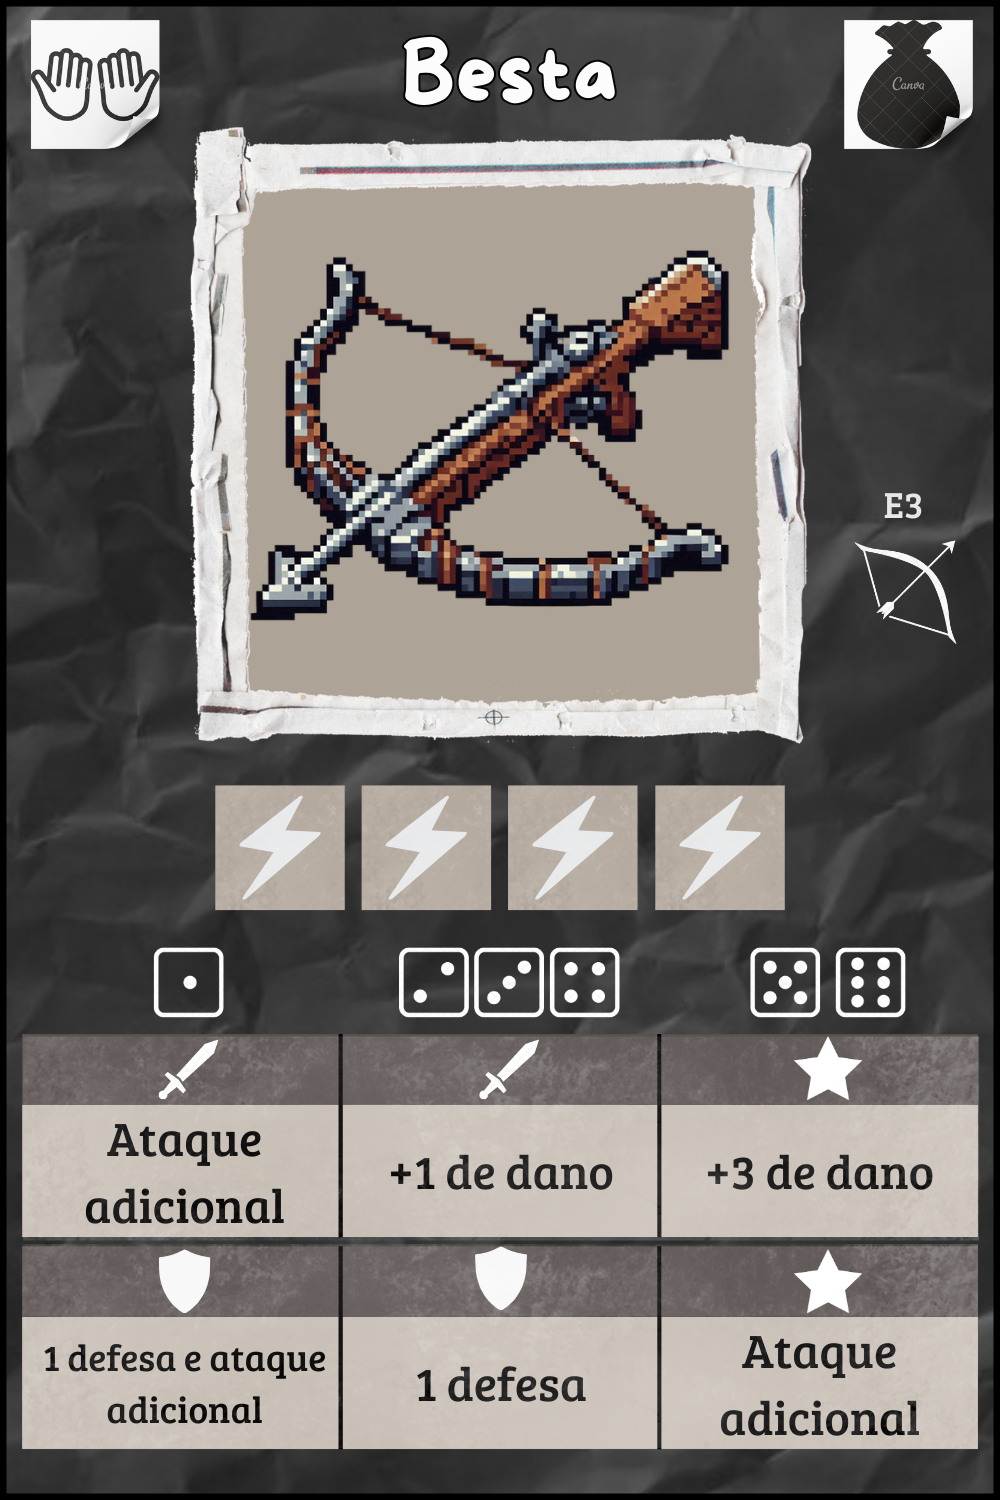 Besta
Canva
E3
Ataque
adicional
+1 de dano
+3 de dano
1 defesa e ataque
adicional
1 defesa
Ataque
adicional